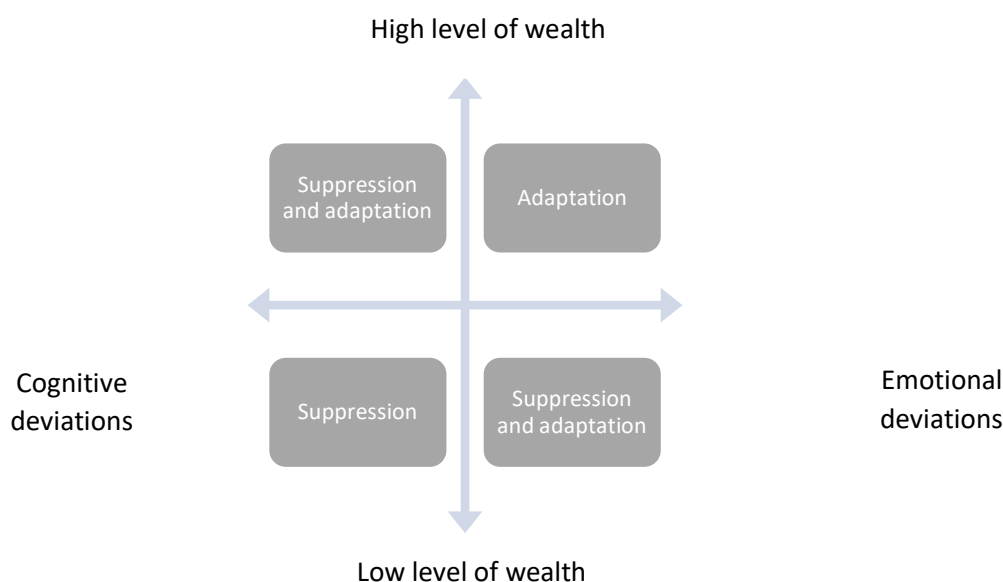 High level of wealth
Suppression
and adaptation
Adaptation
Cognitive
deviations
Emotional
deviations
Suppression
Suppression
and adaptation
Low level of wealth